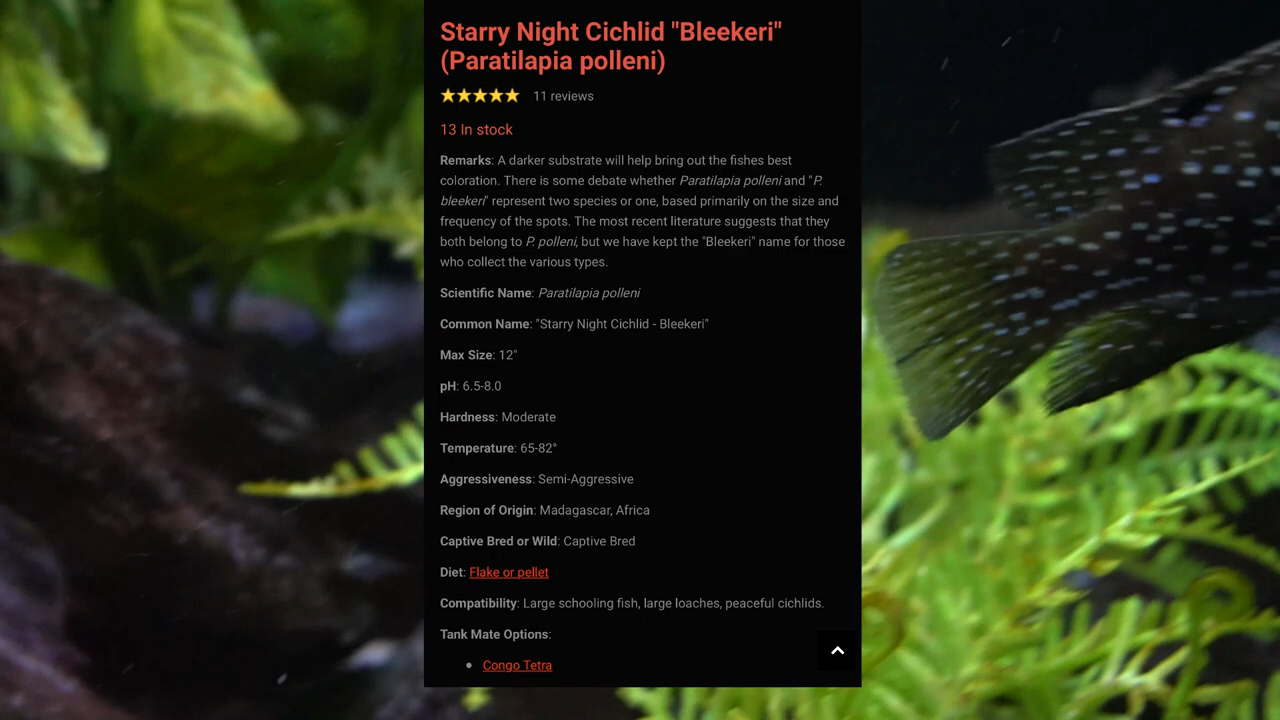 Starry Night Cichlid "Bleekeri"
(Paratilapia polleni)
11 reviews
13 In stock
Remarks: A darker substrate will help bring out the fishes best
coloration. There is some debate whether Paratilapia polleni and "P.
bleekeri" represent two species or one, based primarily on the size and
frequency of the spots. The most recent literature suggests that they
both belong to P. polleni, but we have kept the "Bleekeri" name for those
who collect the various types.
Scientific Name: Paratilapia polleni
Common Name: "Starry Night Cichlid - Bleekeri"
Max Size: 12"
pH: 6.5-8.0
Hardness: Moderate
Temperature: 65-82°
Aggressiveness: Semi-Aggressive
Region of Origin: Madagascar, Africa
Captive Bred or Wild: Captive Bred
Diet: Flake or pellet
Compatibility: Large schooling fish, large loaches, peaceful cichlids.
Tank Mate Options:
• Congo Tetra